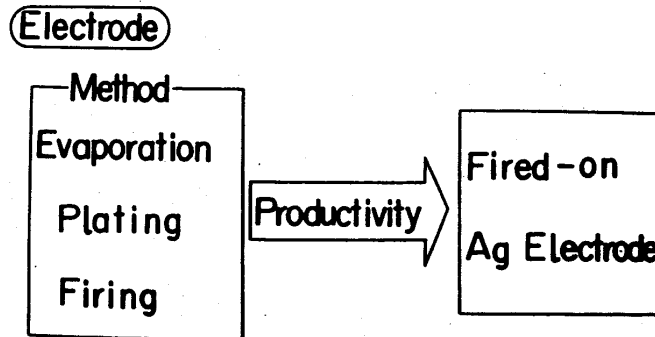 Electrode
Method
Evaporation
Plating
Firing
Productivity
Fired-on
Ag Electrode